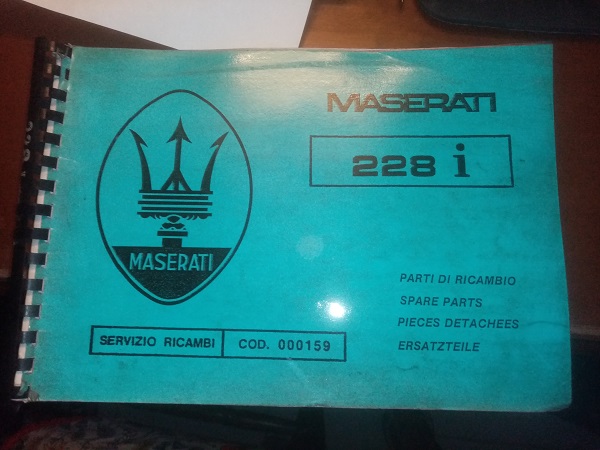 MASERATI
228 i
MASERATI
PARTI DI RICAMBIO
SPARE PARTS
PIECES DETACHEES
ERSATZTEILE
SERVIZIO RICAMBI COD. 000159